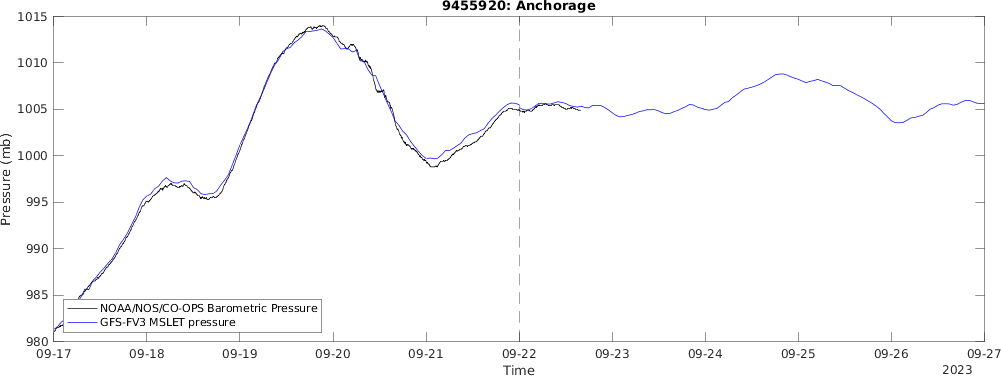 9455920: Anchorage
Pressure (mb)
1015
1010
1005
1000
995
990
985
980
NOAA/NOS/CO-OPS Barometric Pressure
GFS-FV3 MSLET pressure
09-17 09-18 09-19 09-20 09-21 09-22 09-23 09-24 09-25 09-26 09-27
Time
2023